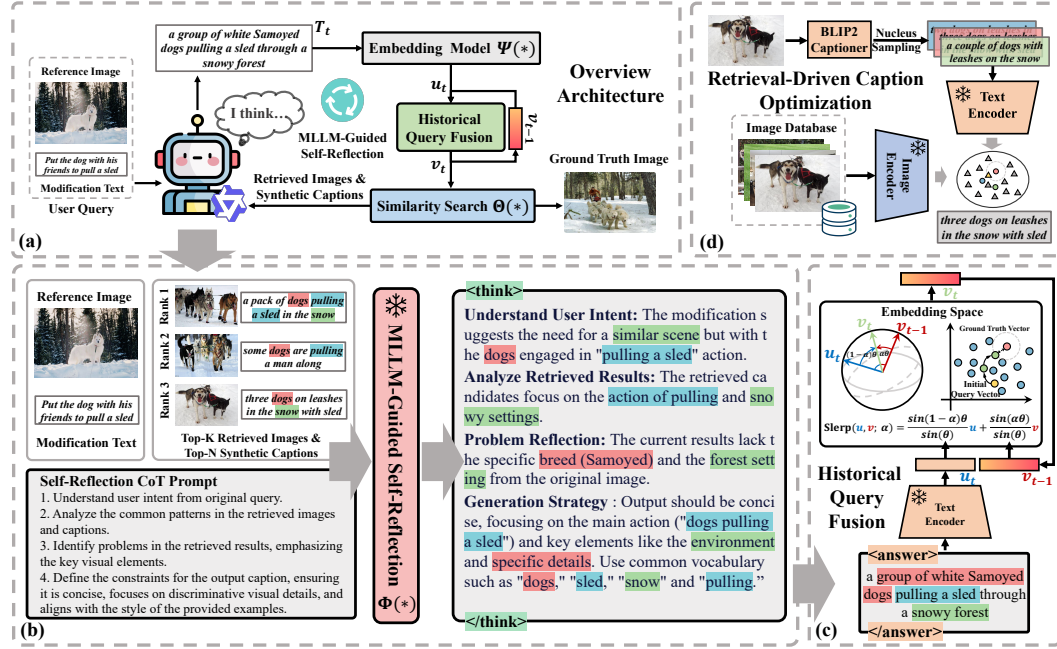 Reference Image
Put the dog with his
friends to pull a sled
Modification Text
User Query
(a)
a group of white Samoyed
dogs pulling a sled through a
snowy forest
T_t
I think...
MLLM-Guided
Self-Reflection
Retrieved Images &
Synthetic Captions
Embedding Model Ψ(*)
u_t
Historical
Query Fusion
v_{t-1}
v_t
Similarity Search Θ(*)
Overview
Architecture
Ground Truth Image
BLIP2
Captioner
Nucleus
Sampling
three dogs on leashes in
a couple of dogs with
leashes on the snow
Retrieval-Driven Caption
Optimization
Text
Encoder
Image Database
Image
Encoder
three dogs on leashes
in the snow with sled
(d)
Reference Image
Put the dog with his
friends to pull a sled
Modification Text
Rank 1
a pack of dogs pulling
a sled in the snow
Rank 2
some dogs are pulling
a man along
Rank 3
three dogs on leashes
in the snow with sled
Top-K Retrieved Images &
Top-N Synthetic Captions
Self-Reflection CoT Prompt
1. Understand user intent from original query.
2. Analyze the common patterns in the retrieved images
and captions.
3. Identify problems in the retrieved results, emphasizing
the key visual elements.
4. Define the constraints for the output caption, ensuring
it is concise, focuses on discriminative visual details, and
aligns with the style of the provided examples.
(b)
MLLM-Guided Self-Reflection
Φ(*)
<think>
Understand User Intent: The modification s
uggests the need for a similar scene but with t
he dogs engaged in "pulling a sled" action.
Analyze Retrieved Results: The retrieved ca
ndidates focus on the action of pulling and sno
wy settings.
Problem Reflection: The current results lack t
he specific breed (Samoyed) and the forest sett
ing from the original image.
Generation Strategy : Output should be conci
se, focusing on the main action ("dogs pulling
a sled") and key elements like the environment
and specific details. Use common vocabulary
such as "dogs," "sled," "snow" and "pulling.”
</think>
v_t
Embedding Space
v_t
v_{t-1}
u_t
(1-α)θ
αθ
Ground Truth Vector
Initial
Query Vector
Slerp(u, v; α) = sin(1 − α)θ / sin(θ) u + sin(αθ) / sin(θ) v
Historical
Query
Fusion
u_t
v_{t-1}
Text
Encoder
<answer>
a group of white Samoyed
dogs pulling a sled through
a snowy forest
</answer>
(c)